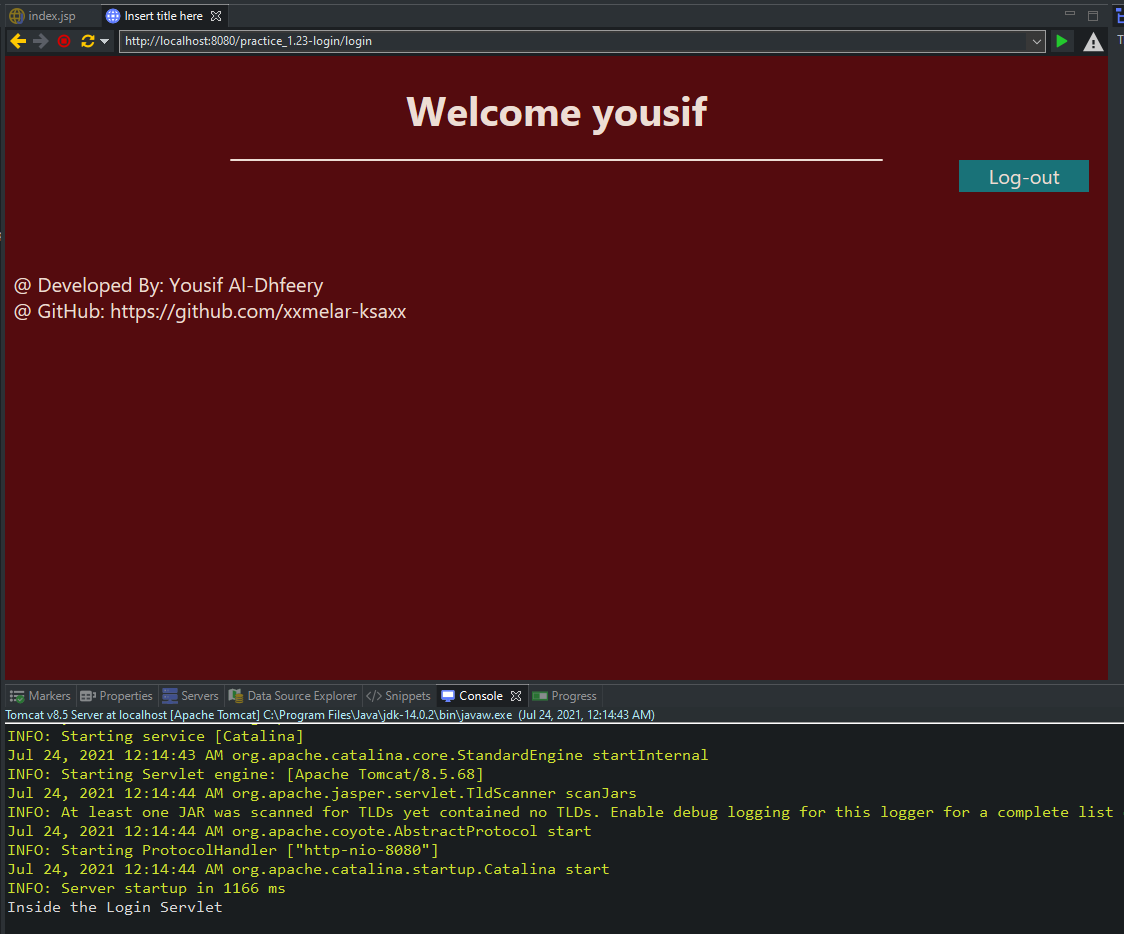 index.jsp
Insert title here
http://localhost:8080/practice_1.23-login/login
Welcome yousif
Log-out
@ Developed By: Yousif Al-Dhfeery
@ GitHub: https://github.com/xxmelar-ksaxx
Markers Properties Servers Data Source Explorer </> Snippets Console Progress
Tomcat v8.5 Server at localhost [Apache Tomcat] C:\Program Files\Java\jdk-14.0.2\bin\javaw.exe (Jul 24, 2021, 12:14:43 AM)
INFO: Starting service [Catalina]
Jul 24, 2021 12:14:43 AM org.apache.catalina.core.StandardEngine startInternal
INFO: Starting Servlet engine: [Apache Tomcat/8.5.68]
Jul 24, 2021 12:14:44 AM org.apache.jasper.servlet.TldScanner scanJars
INFO: At least one JAR was scanned for TLDs yet contained no TLDs. Enable debug logging for this logger for a complete list
Jul 24, 2021 12:14:44 AM org.apache.coyote.AbstractProtocol start
INFO: Starting ProtocolHandler ["http-nio-8080"]
Jul 24, 2021 12:14:44 AM org.apache.catalina.startup.Catalina start
INFO: Server startup in 1166 ms
Inside the Login Servlet